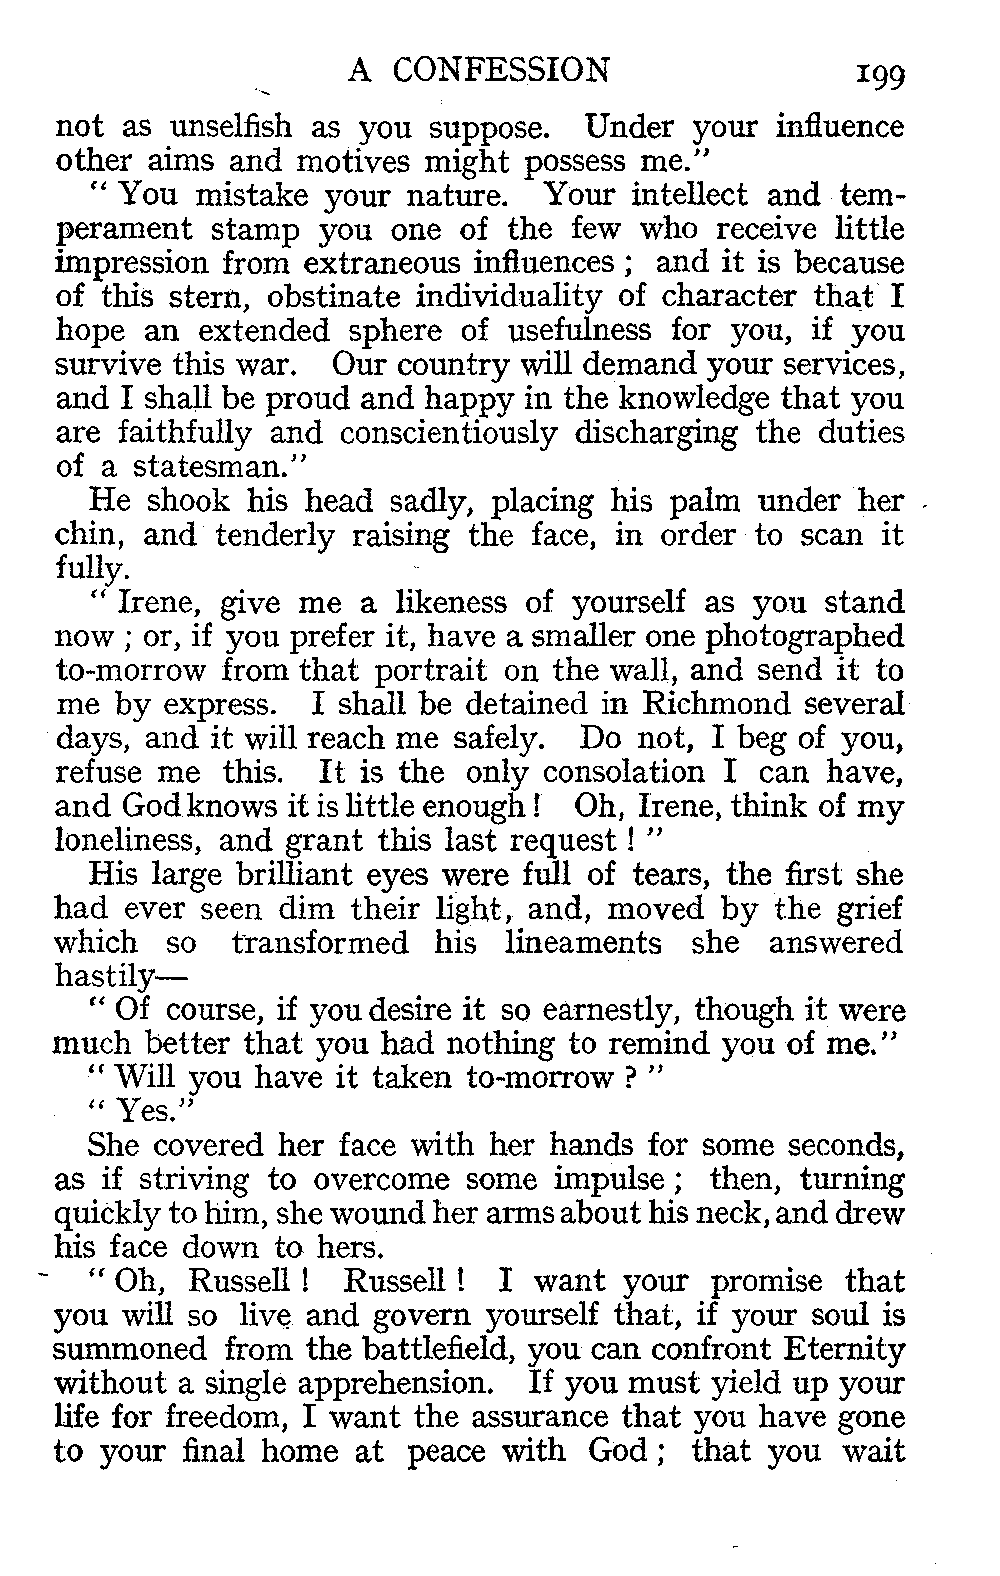 A CONFESSION 199
not as unselfish as you suppose. Under your influence
other aims and motives might possess me."
" You mistake your nature. Your intellect and tem-
perament stamp you one of the few who receive little
impression from extraneous influences ; and it is because
of this stern, obstinate individuality of character that I
hope an extended sphere of usefulness for you, if you
survive this war. Our country will demand your services,
and I shall be proud and happy in the knowledge that you
are faithfully and conscientiously discharging the duties
of a statesman."
He shook his head sadly, placing his palm under her
chin, and tenderly raising the face, in order to scan it
fully.
" Irene, give me a likeness of yourself as you stand
now ; or, if you prefer it, have a smaller one photographed
to-morrow from that portrait on the wall, and send it to
me by express. I shall be detained in Richmond several
days, and it will reach me safely. Do not, I beg of you,
refuse me this. It is the only consolation I can have,
and God knows it is little enough ! Oh, Irene, think of my
loneliness, and grant this last request ! "
His large brilliant eyes were full of tears, the first she
had ever seen dim their light, and, moved by the grief
which so transformed his lineaments she answered
hastily—
" Of course, if you desire it so earnestly, though it were
much better that you had nothing to remind you of me."
" Will you have it taken to-morrow ? "
" Yes."
She covered her face with her hands for some seconds,
as if striving to overcome some impulse ; then, turning
quickly to him, she wound her arms about his neck, and drew
his face down to hers.
" Oh, Russell ! Russell ! I want your promise that
you will so live and govern yourself that, if your soul is
summoned from the battlefield, you can confront Eternity
without a single apprehension. If you must yield up your
life for freedom, I want the assurance that you have gone
to your final home at peace with God ; that you wait